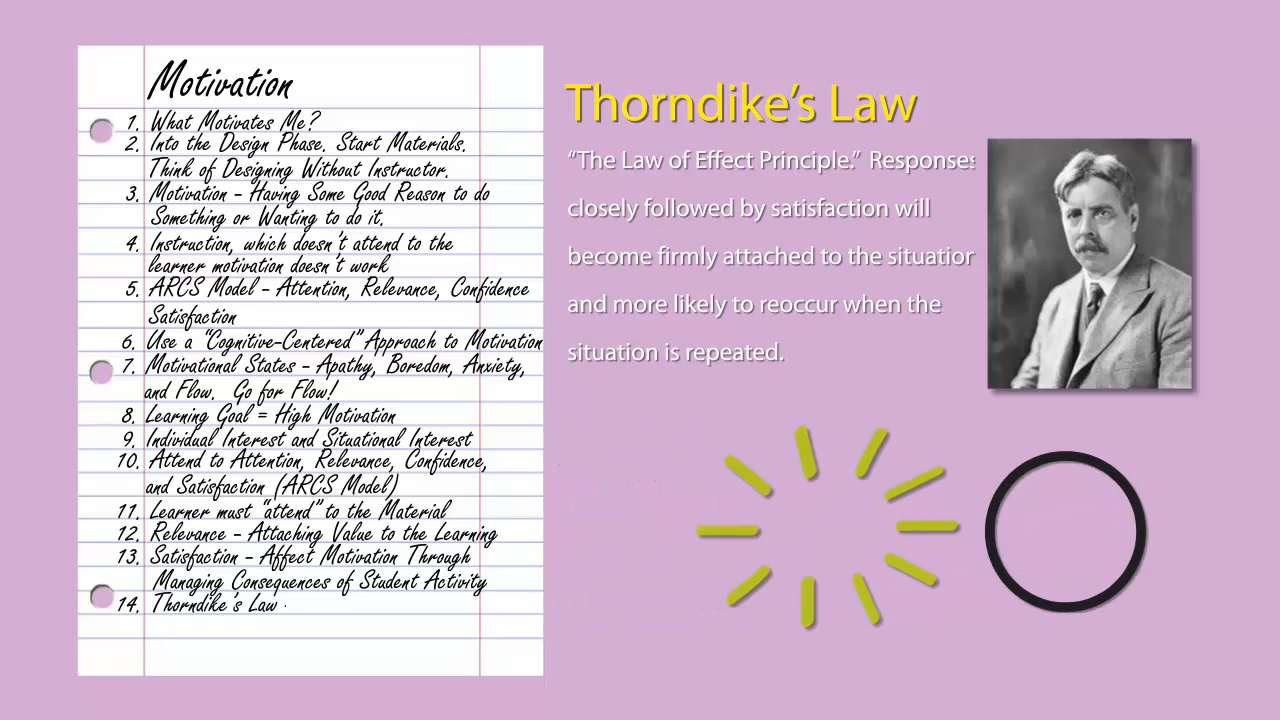 Motivation
1. What Motivates Me?
2. Into the Design Phase. Start Materials.
Think of Designing Without Instructor.
3. Motivation - Having Some Good Reason to do
Something or Wanting to do it.
4. Instruction, which doesn't attend to the
learner motivation doesn't work
5. ARCS Model - Attention, Relevance, Confidence
Satisfaction
6. Use a "Cognitive-Centered" Approach to Motivation
7. Motivational States - Apathy, Boredom, Anxiety,
and Flow. Go for Flow!
8. Learning Goal = High Motivation
9. Individual Interest and Situational Interest
10. Attend to Attention, Relevance, Confidence,
and Satisfaction (ARCS Model)
11. Learner must "attend" to the Material
12. Relevance - Attaching Value to the Learning
13. Satisfaction - Affect Motivation Through
Managing Consequences of Student Activity
14. Thorndike's Law
Thorndike's Law
“The Law of Effect Principle.” Responses
closely followed by satisfaction will
become firmly attached to the situation
and more likely to reoccur when the
situation is repeated.